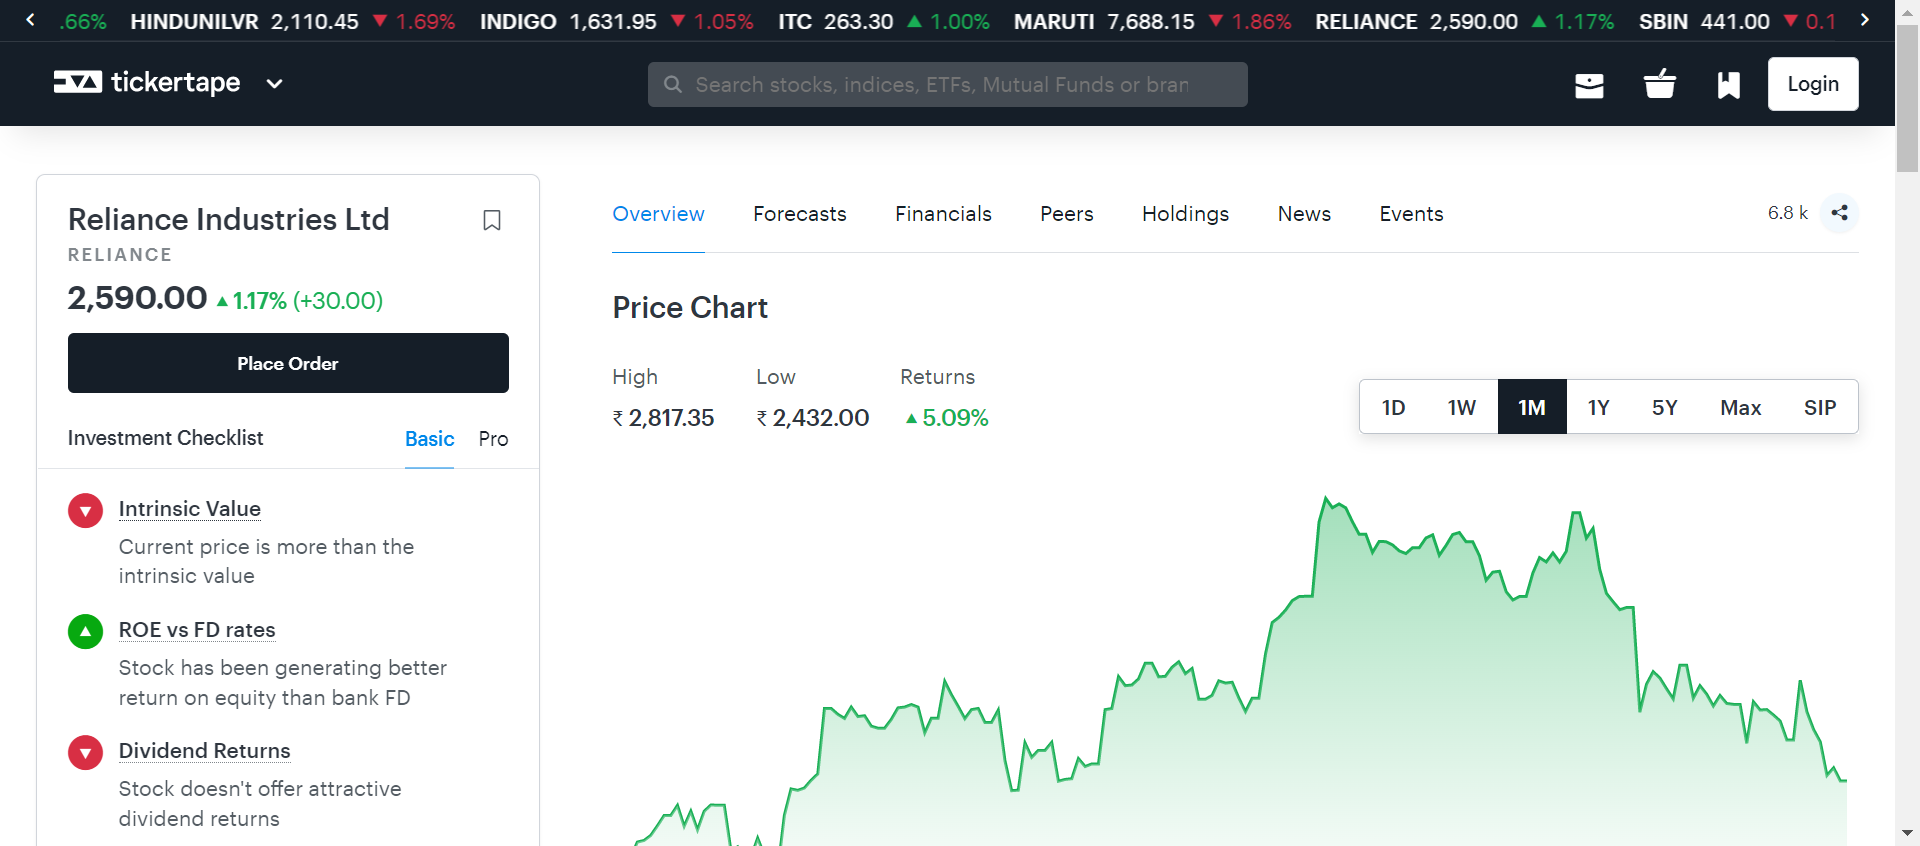 .66% HINDUNILVR 2,110.45 ▼ 1.69% INDIGO 1,631.95 ▼ 1.05% ITC 263.30 ▲ 1.00% MARUTI 7,688.15 ▼ 1.86% RELIANCE 2,590.00 ▲ 1.17% SBIN 441.00 ▼ 0.1
tickertape
Search stocks, indices, ETFs, Mutual Funds or bran
Login
Reliance Industries Ltd
RELIANCE
2,590.00 ▲ 1.17% (+30.00)
Place Order
Investment Checklist Basic Pro
Intrinsic Value
Current price is more than the
intrinsic value
ROE vs FD rates
Stock has been generating better
return on equity than bank FD
Dividend Returns
Stock doesn't offer attractive
dividend returns
Overview Forecasts Financials Peers Holdings News Events 6.8 k
Price Chart
High Low Returns
₹ 2,817.35 ₹ 2,432.00 ▲ 5.09%
1D 1W 1M 1Y 5Y Max SIP